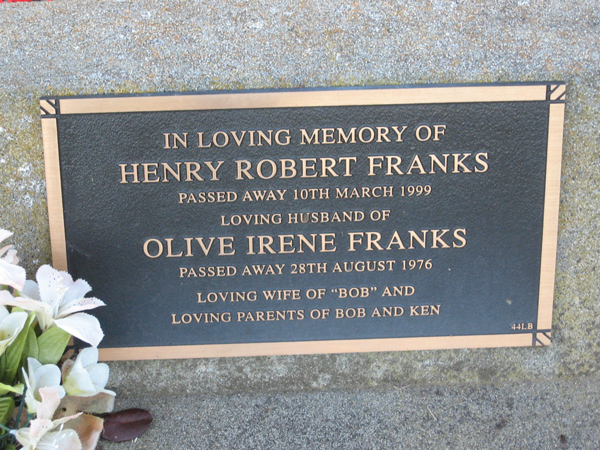 IN LOVING MEMORY OF
HENRY ROBERT FRANKS
PASSED AWAY 10TH MARCH 1999
LOVING HUSBAND OF
OLIVE IRENE FRANKS
PASSED AWAY 28TH AUGUST 1976
LOVING WIFE OF "BOB" AND
LOVING PARENTS OF BOB AND KEN
44LB